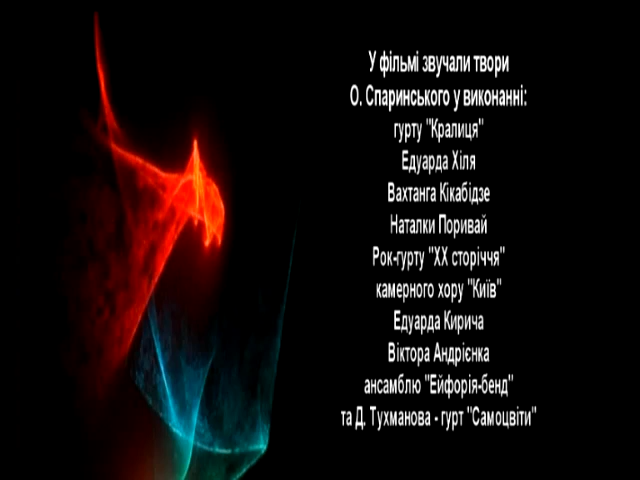 У фільмі звучали твори
О. Спаринського у виконанні:
гурту "Кралиця"
Едуарда Хіля
Вахтанга Кікабідзе
Наталки Поривай
Рок-гурту "ХХ сторіччя"
камерного хору "Київ"
Едуарда Кирича
Віктора Андрієнка
ансамблю "Ейфорія-бенд"
та Д. Тухманова - гурт "Самоцвіти"